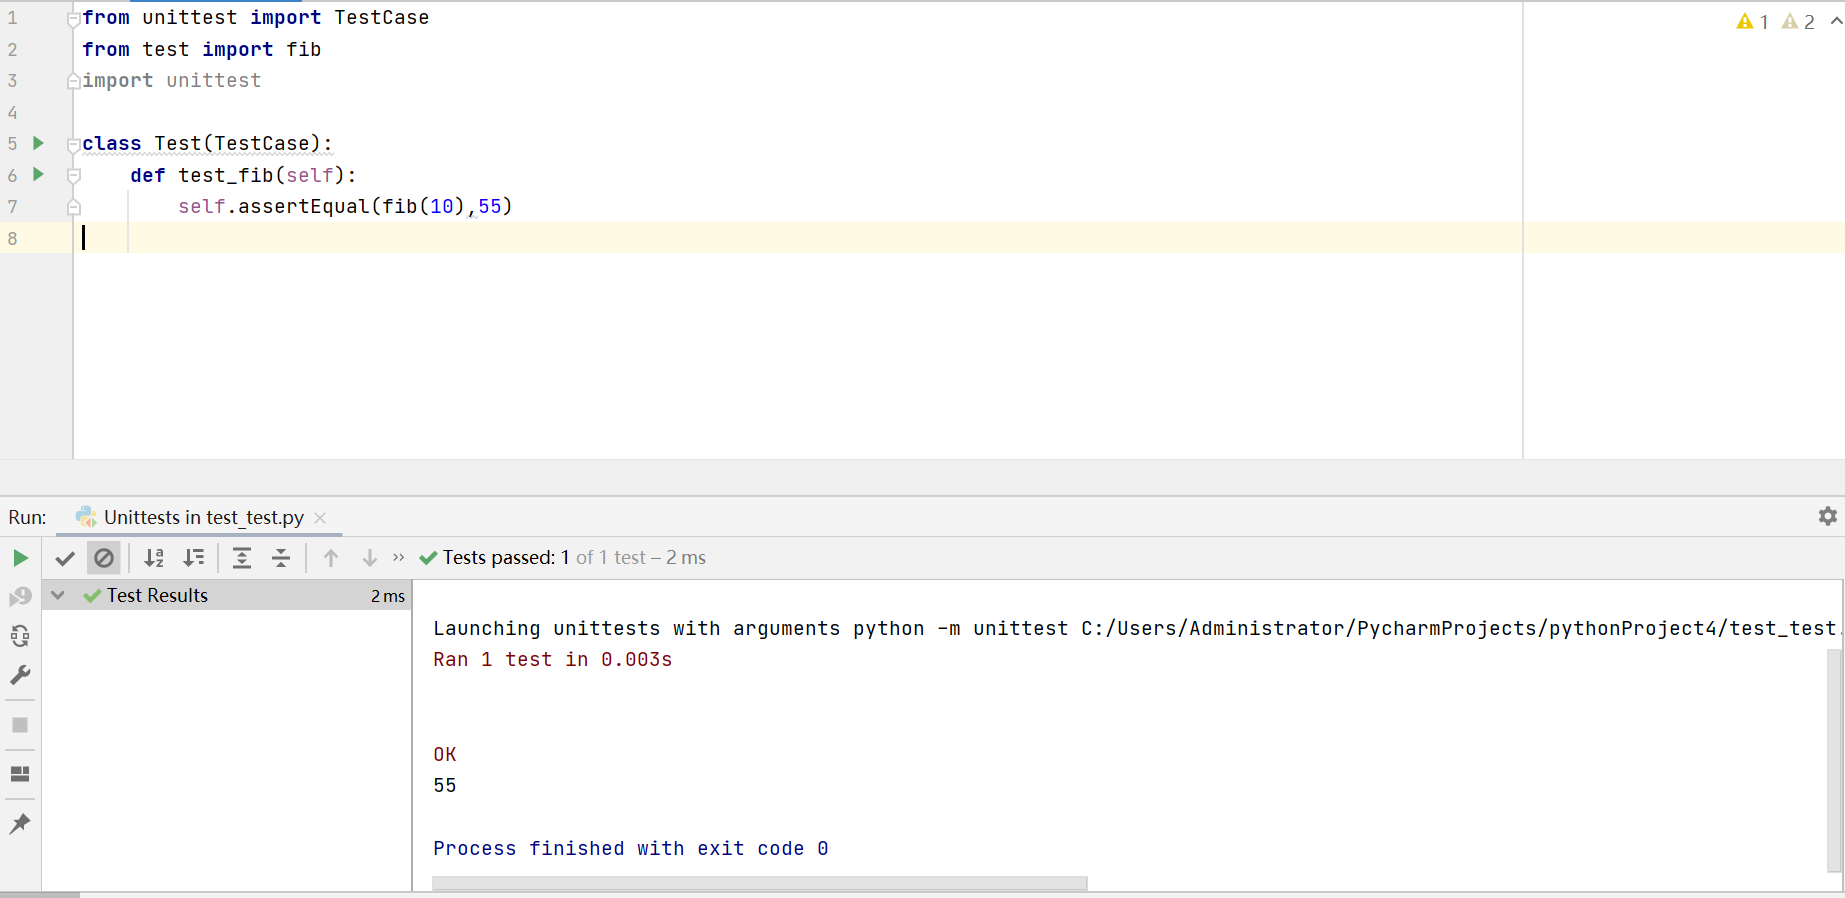 1 from unittest import TestCase
2 from test import fib
3 import unittest
4
5 class Test(TestCase):
6 def test_fib(self):
7 self.assertEqual(fib(10),55)
8
1 2
Run: Unittests in test_test.py
Tests passed: 1 of 1 test – 2 ms
Test Results 2 ms
Launching unittests with arguments python -m unittest C:/Users/Administrator/PycharmProjects/pythonProject4/test_test.
Ran 1 test in 0.003s
OK
55
Process finished with exit code 0